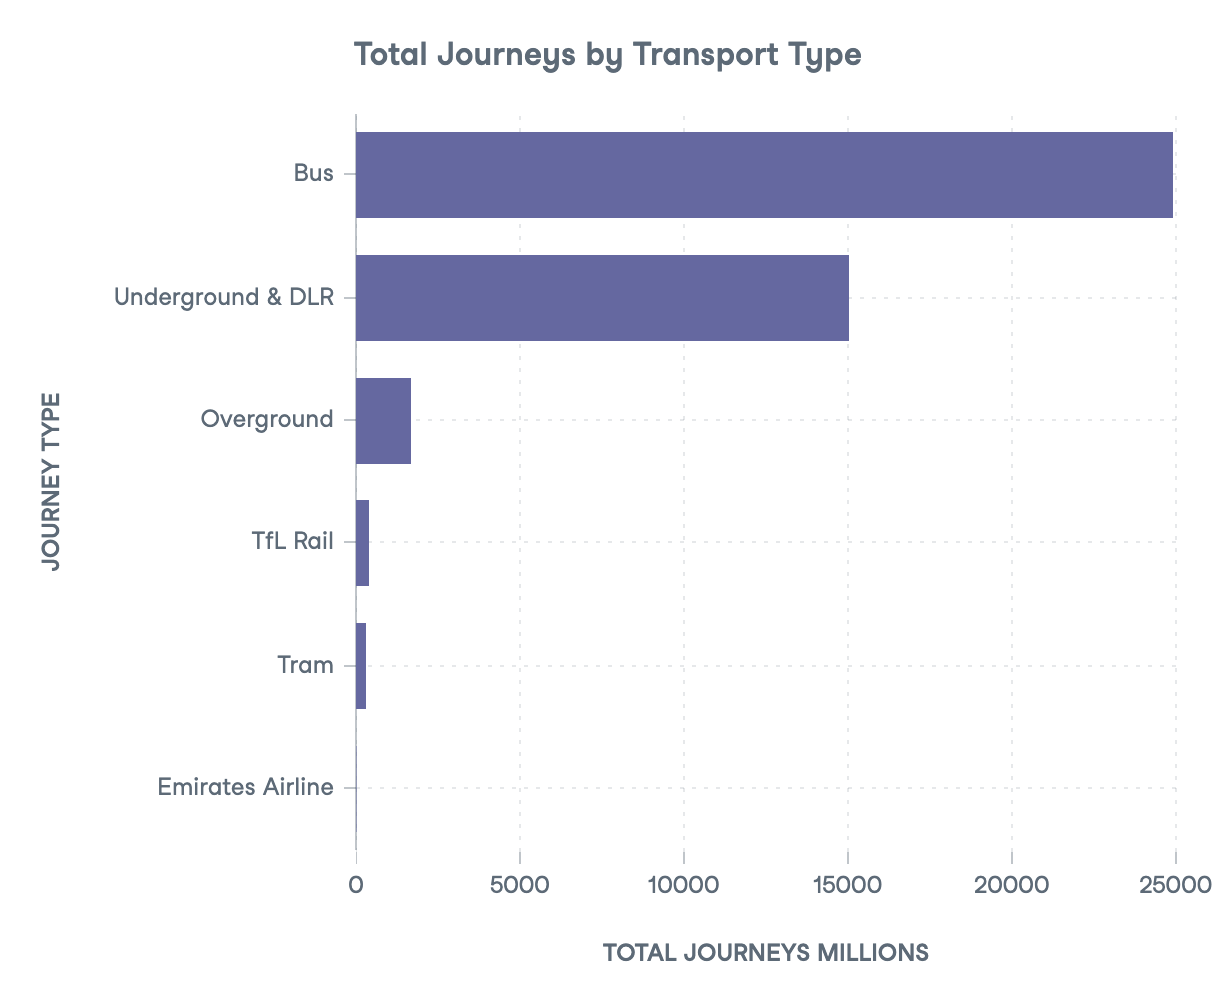 Total Journeys by Transport Type
Bus
Underground & DLR
Overground
TfL Rail
Tram
Emirates Airline
JOURNEY TYPE
0 5000 10000 15000 20000 25000
TOTAL JOURNEYS MILLIONS